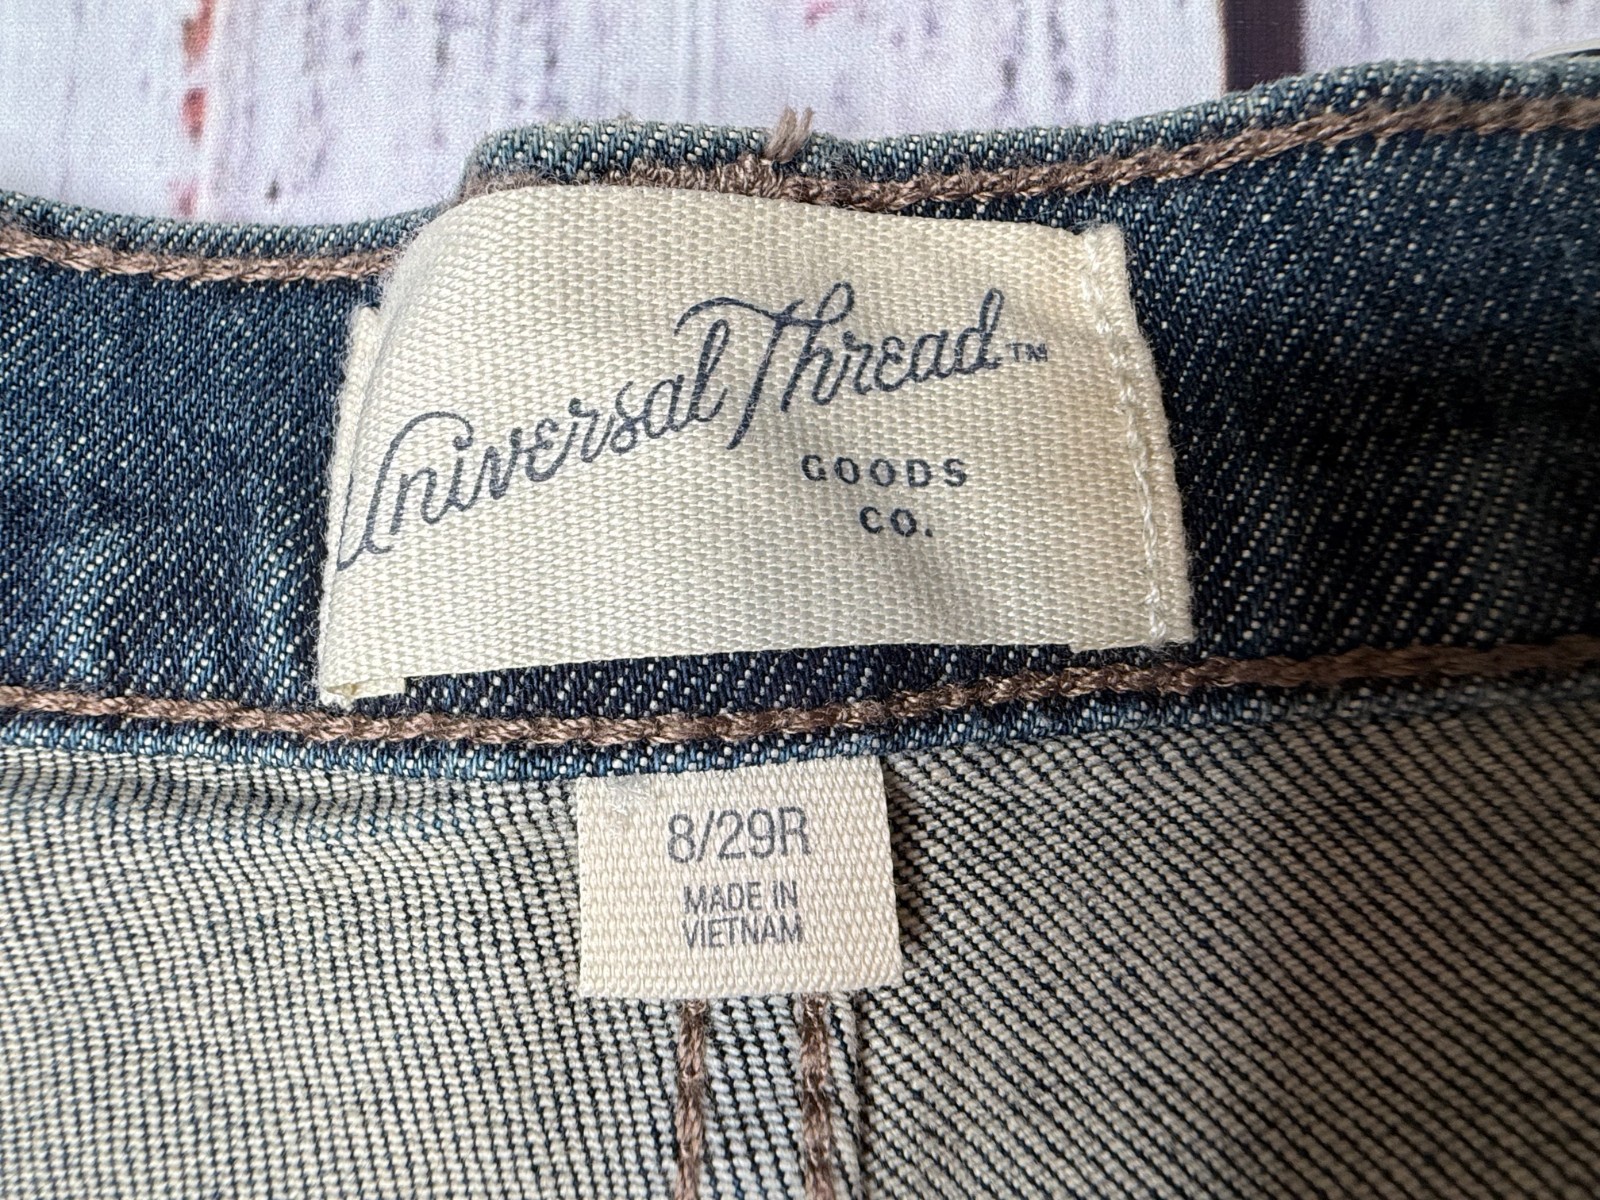 Universal Thread™
GOODS
CO.
8/29R
MADE IN
VIETNAM